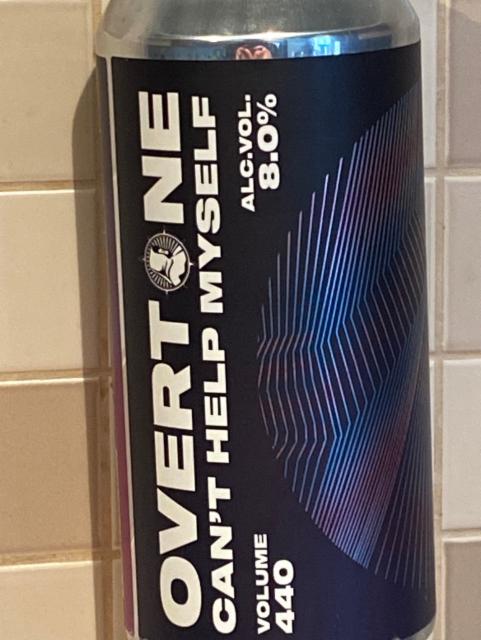 OVERTONE
CAN'T HELP MYSELF
VOLUME
440
ALC.VOL.
8.0%